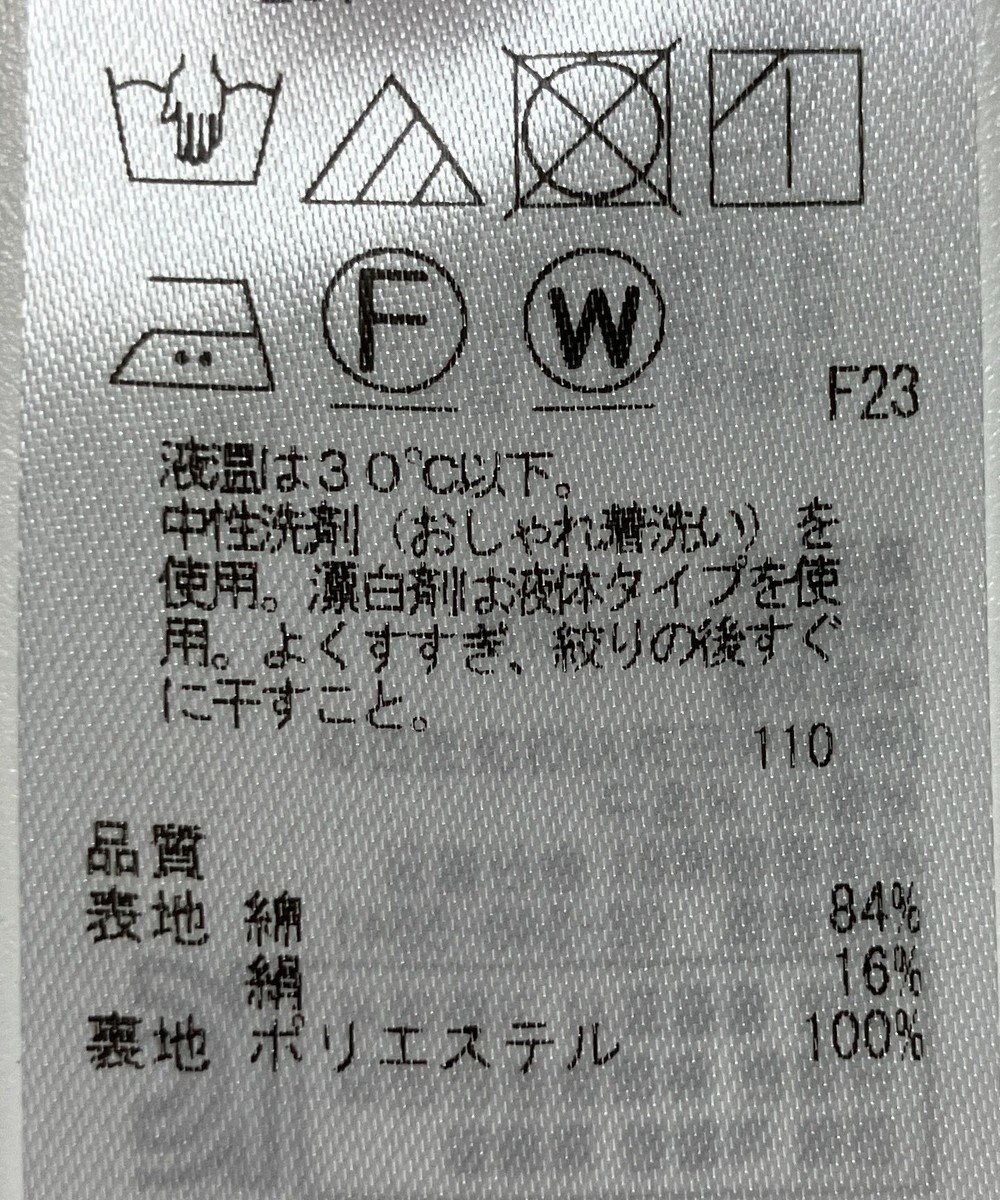 F
W
F23
液温は30℃以下。
中性洗剤（おしゃれ着洗い）を
使用。漂白剤は液体タイプを使
用。よくすすぎ、絞りの後すぐ
に干すこと。
110
品質
表地 綿 84%
絹 16%
裏地 ポリエステル 100%